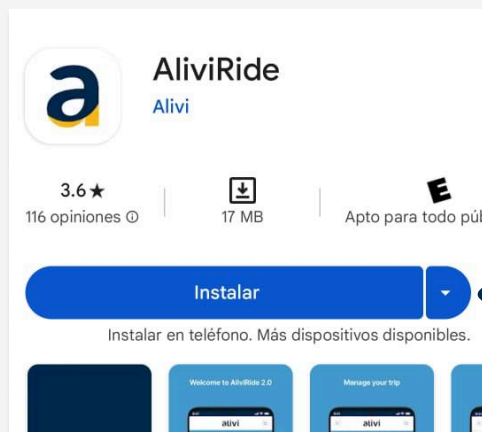 a
AliviRide
Alivi
3.6★
116 opiniones
17 MB
E
Apto para todo púb
Instalar
Instalar en teléfono. Más dispositivos disponibles.
Welcome to AliviRide 2.0
Manage your trip
alivi
alivi